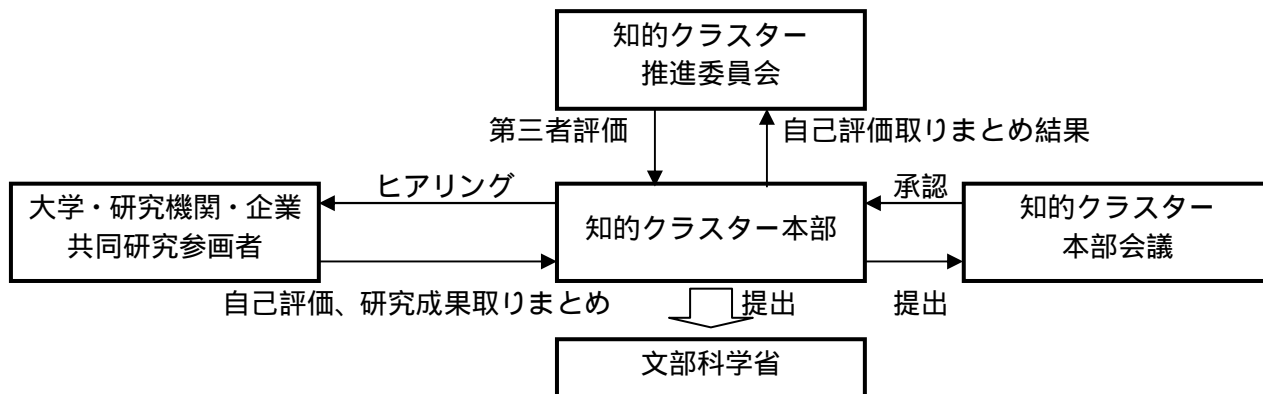 知的クラスター
推進委員会
第三者評価
自己評価取りまとめ結果
大学・研究機関・企業
共同研究参画者
ヒアリング
知的クラスター本部
承認
知的クラスター
本部会議
自己評価、研究成果取りまとめ
提出
提出
文部科学省